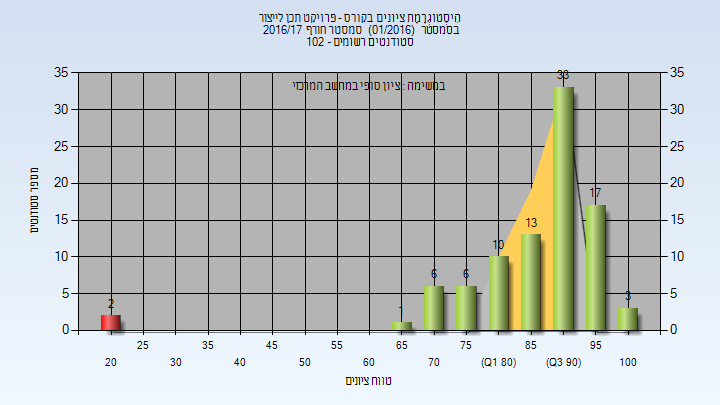 היסטוגרמת ציונים בקורס - פרויקט תכן לייצור
בסמסטר (01/2016) סמסטר חורף 2016/17
סטודנטים רשומים - 102
במשימה : ציון סופי במחשב המרכזי
מספר סטודנטים
35 35
30 30
25 25
20 20
15 15
10 10
5 5
0 0
2 1 6 6 10 13 33 17 3
25 35 45 55 65 75 85 95
20 30 40 50 60 70 (Q1 80) (Q3 90) 100
טווח ציונים